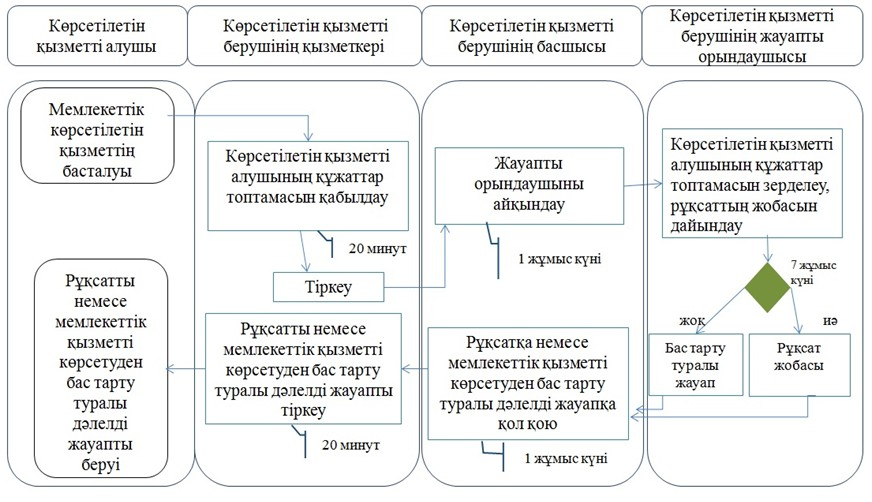 Көрсетілетін
қызметті алушы
Көрсетілетін қызметті
берушінің қызметкері
Көрсетілетін қызметті
берушінің басшысы
Көрсетілетін қызметті
берушінің жауапты
орындаушысы
Мемлекеттік
көрсетілетін
қызметтің
басталуы
Көрсетілетін қызметті
алушының құжаттар
топтамасын қабылдау
20 минут
Тіркеу
Жауапты
орындаушыны
айқындау
1 жұмыс күні
Көрсетілетін қызметті
алушының құжаттар
топтамасын зерделеу,
рұқсаттың жобасын
дайындау
7 жұмыс
күні
жоқ
иә
Бас тарту
туралы
жауап
Рұқсат
жобасы
Рұқсатқа немесе
мемлекеттік қызметті
көрсетуден бас тарту
туралы дәлелді жауапқа
қол қою
1 жұмыс күні
Рұқсатты немесе
мемлекеттік қызметті
көрсетуден бас тарту
туралы дәлелді жауапты
тіркеу
20 минут
Рұқсатты
немесе
мемлекеттік
қызметті
көрсетуден
бас тарту
туралы
дәлелді
жауапты
беруі